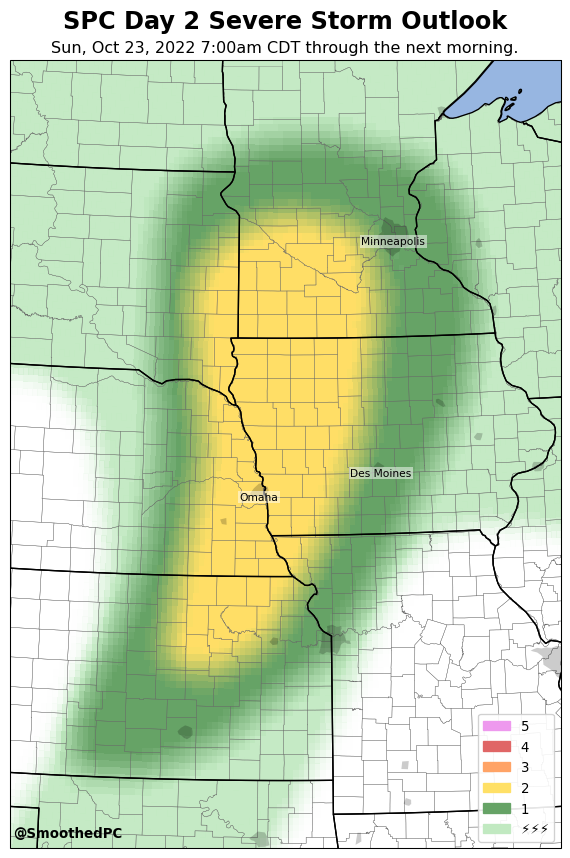 SPC Day 2 Severe Storm Outlook
Sun, Oct 23, 2022 7:00am CDT through the next morning.
Minneapolis
Des Moines
Omaha
5
4
3
2
1
⚡⚡⚡
@SmoothedPC